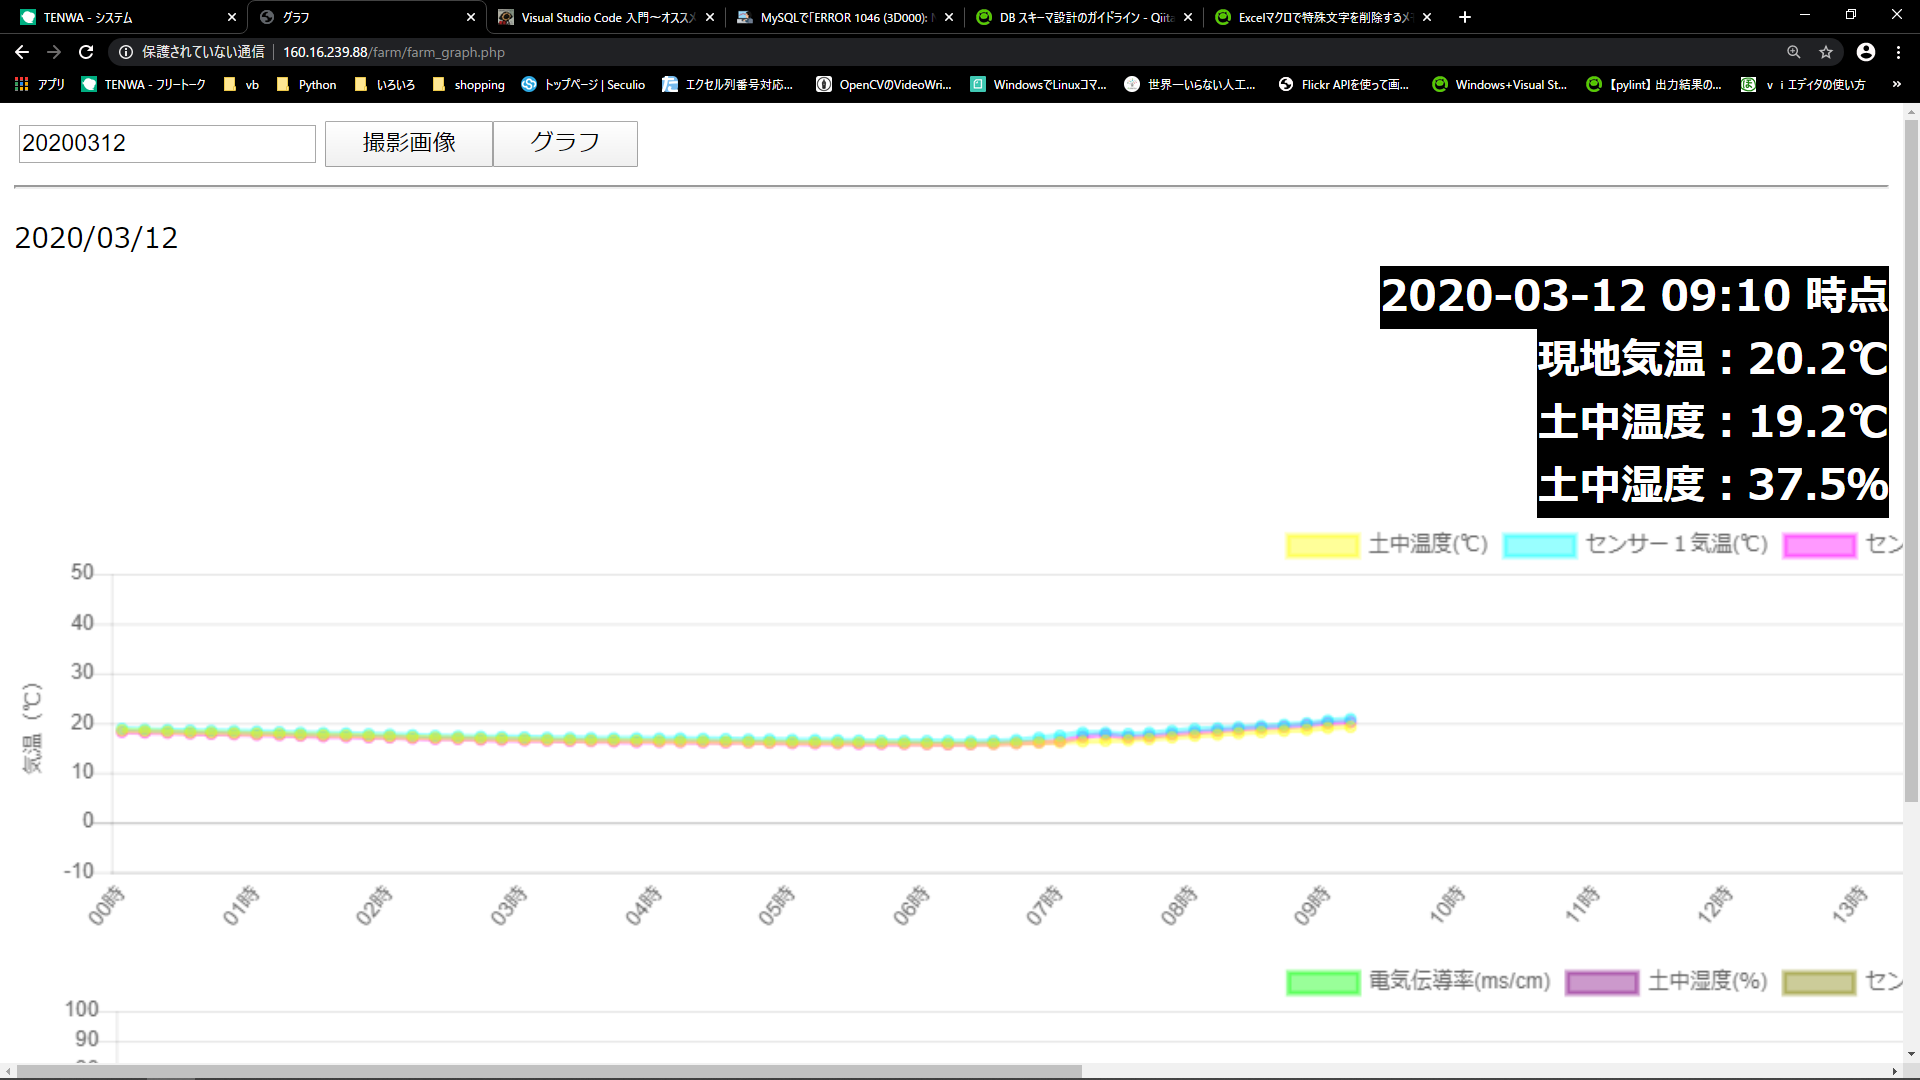 TENWA - システム
グラフ
Visual Studio Code 入門～オススメ
MySQLで「ERROR 1046 (3D000):
DB スキーマ設計のガイドライン - Qiita
Excelマクロで特殊文字を削除するメモ
保護されていない通信
160.16.239.88/farm/farm_graph.php
アプリ
TENWA - フリートーク
vb
Python
いろいろ
shopping
トップページ | Seculio
エクセル列番号対応...
OpenCVのVideoWri...
WindowsでLinuxコマ...
世界一いらない人工...
Flickr APIを使って画...
Windows+Visual St...
【pylint】出力結果の...
ｖｉエディタの使い方
»
20200312
撮影画像
グラフ
2020/03/12
2020-03-12 09:10 時点
現地気温：20.2℃
土中温度：19.2℃
土中湿度：37.5%
土中温度(℃)
センサー１気温(℃)
セン
50
40
30
20
10
0
-10
気温（℃）
00時
01時
02時
03時
04時
05時
06時
07時
08時
09時
10時
11時
12時
13時
電気伝導率(ms/cm)
土中湿度(%)
セン
100
90